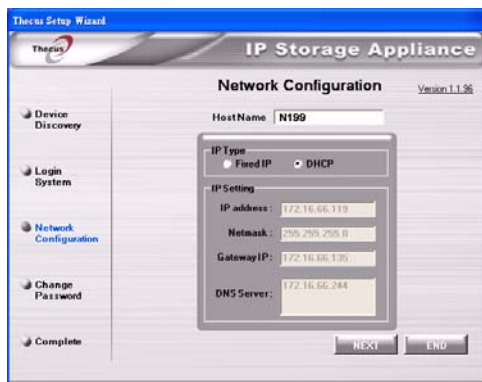 Thecus Setup Wizard
Thecus
IP Storage Appliance
Network Configuration
Version 1.1.36
Device
Discovery
Login
System
Network
Configuration
Change
Password
Complete
HostName N199
IP Type
Fixed IP DHCP
IP Setting
IP address : 172.16.66.119
Netmask : 255.255.255.0
Gateway IP: 172.16.66.135
DNS Server: 172.16.66.244
NEXT END